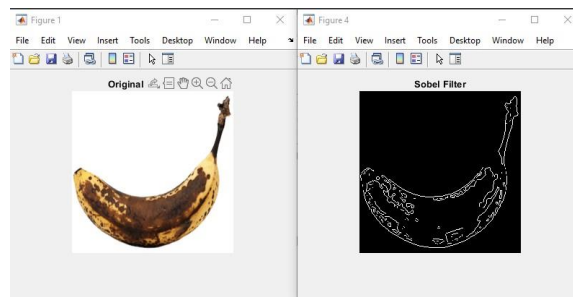 Figure 1
File Edit View Insert Tools Desktop Window Help
Original
Figure 4
File Edit View Insert Tools Desktop Window Help
Sobel Filter